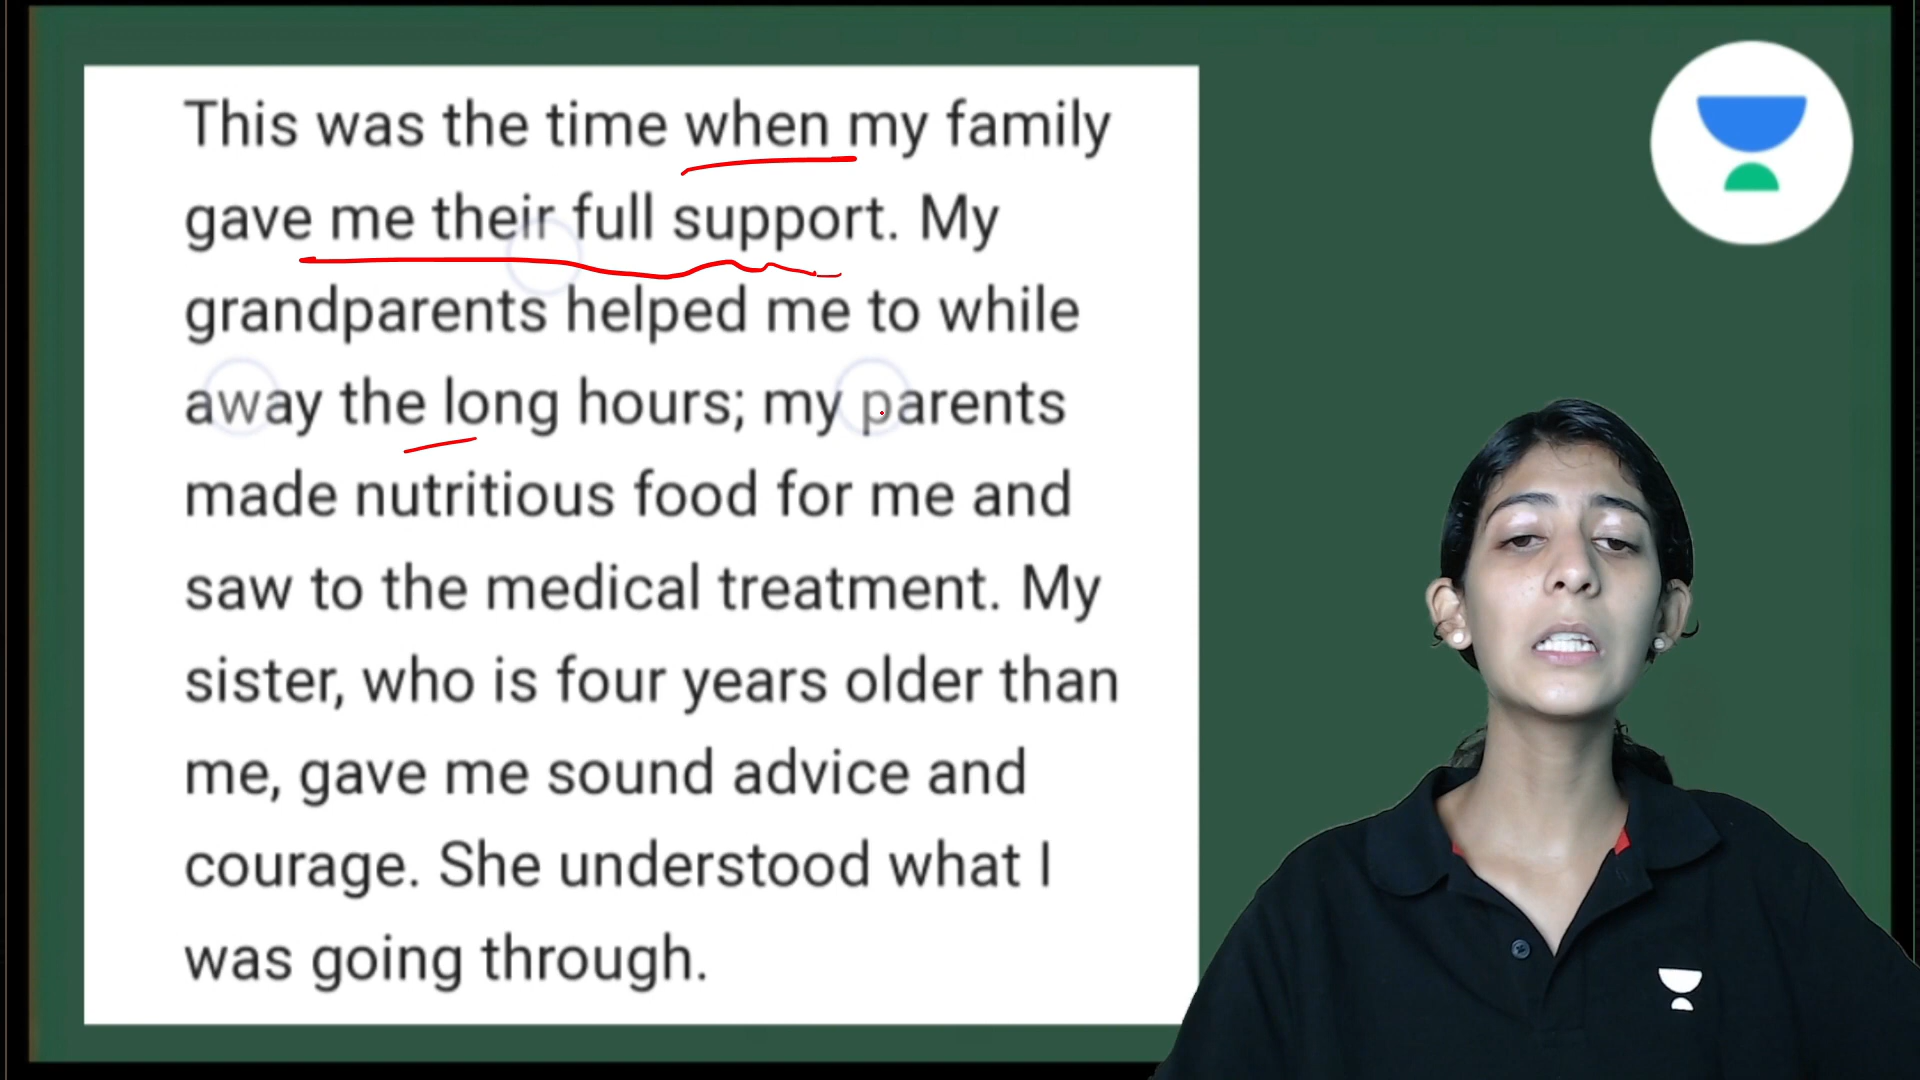 This was the time when my family
gave me their full support. My
grandparents helped me to while
away the long hours; my parents
made nutritious food for me and
saw to the medical treatment. My
sister, who is four years older than
me, gave me sound advice and
courage. She understood what I
was going through.